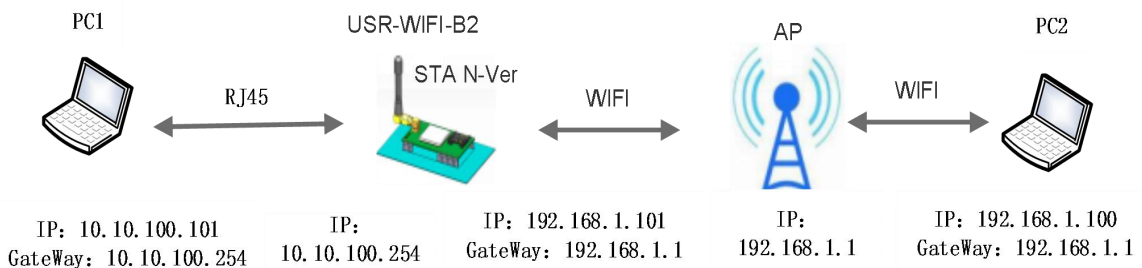 PC1
USR-WIFI-B2
AP
PC2
STA N-Ver
RJ45
WIFI
WIFI
IP: 10.10.100.101
GateWay: 10.10.100.254
IP:
10.10.100.254
IP: 192.168.1.101
GateWay: 192.168.1.1
IP:
192.168.1.1
IP: 192.168.1.100
GateWay: 192.168.1.1